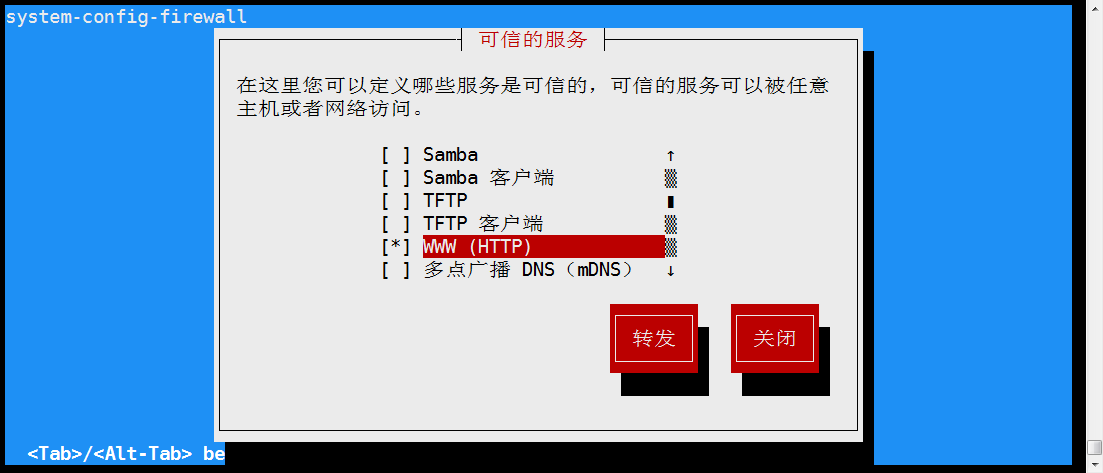 system-config-firewall
可信的服务
在这里您可以定义哪些服务是可信的，可信的服务可以被任意
主机或者网络访问。
[ ] Samba ↑
[ ] Samba 客户端
[ ] TFTP
[ ] TFTP 客户端
[*] WWW (HTTP)
[ ] 多点广播 DNS（mDNS） ↓
转发 关闭
<Tab>/<Alt-Tab> be